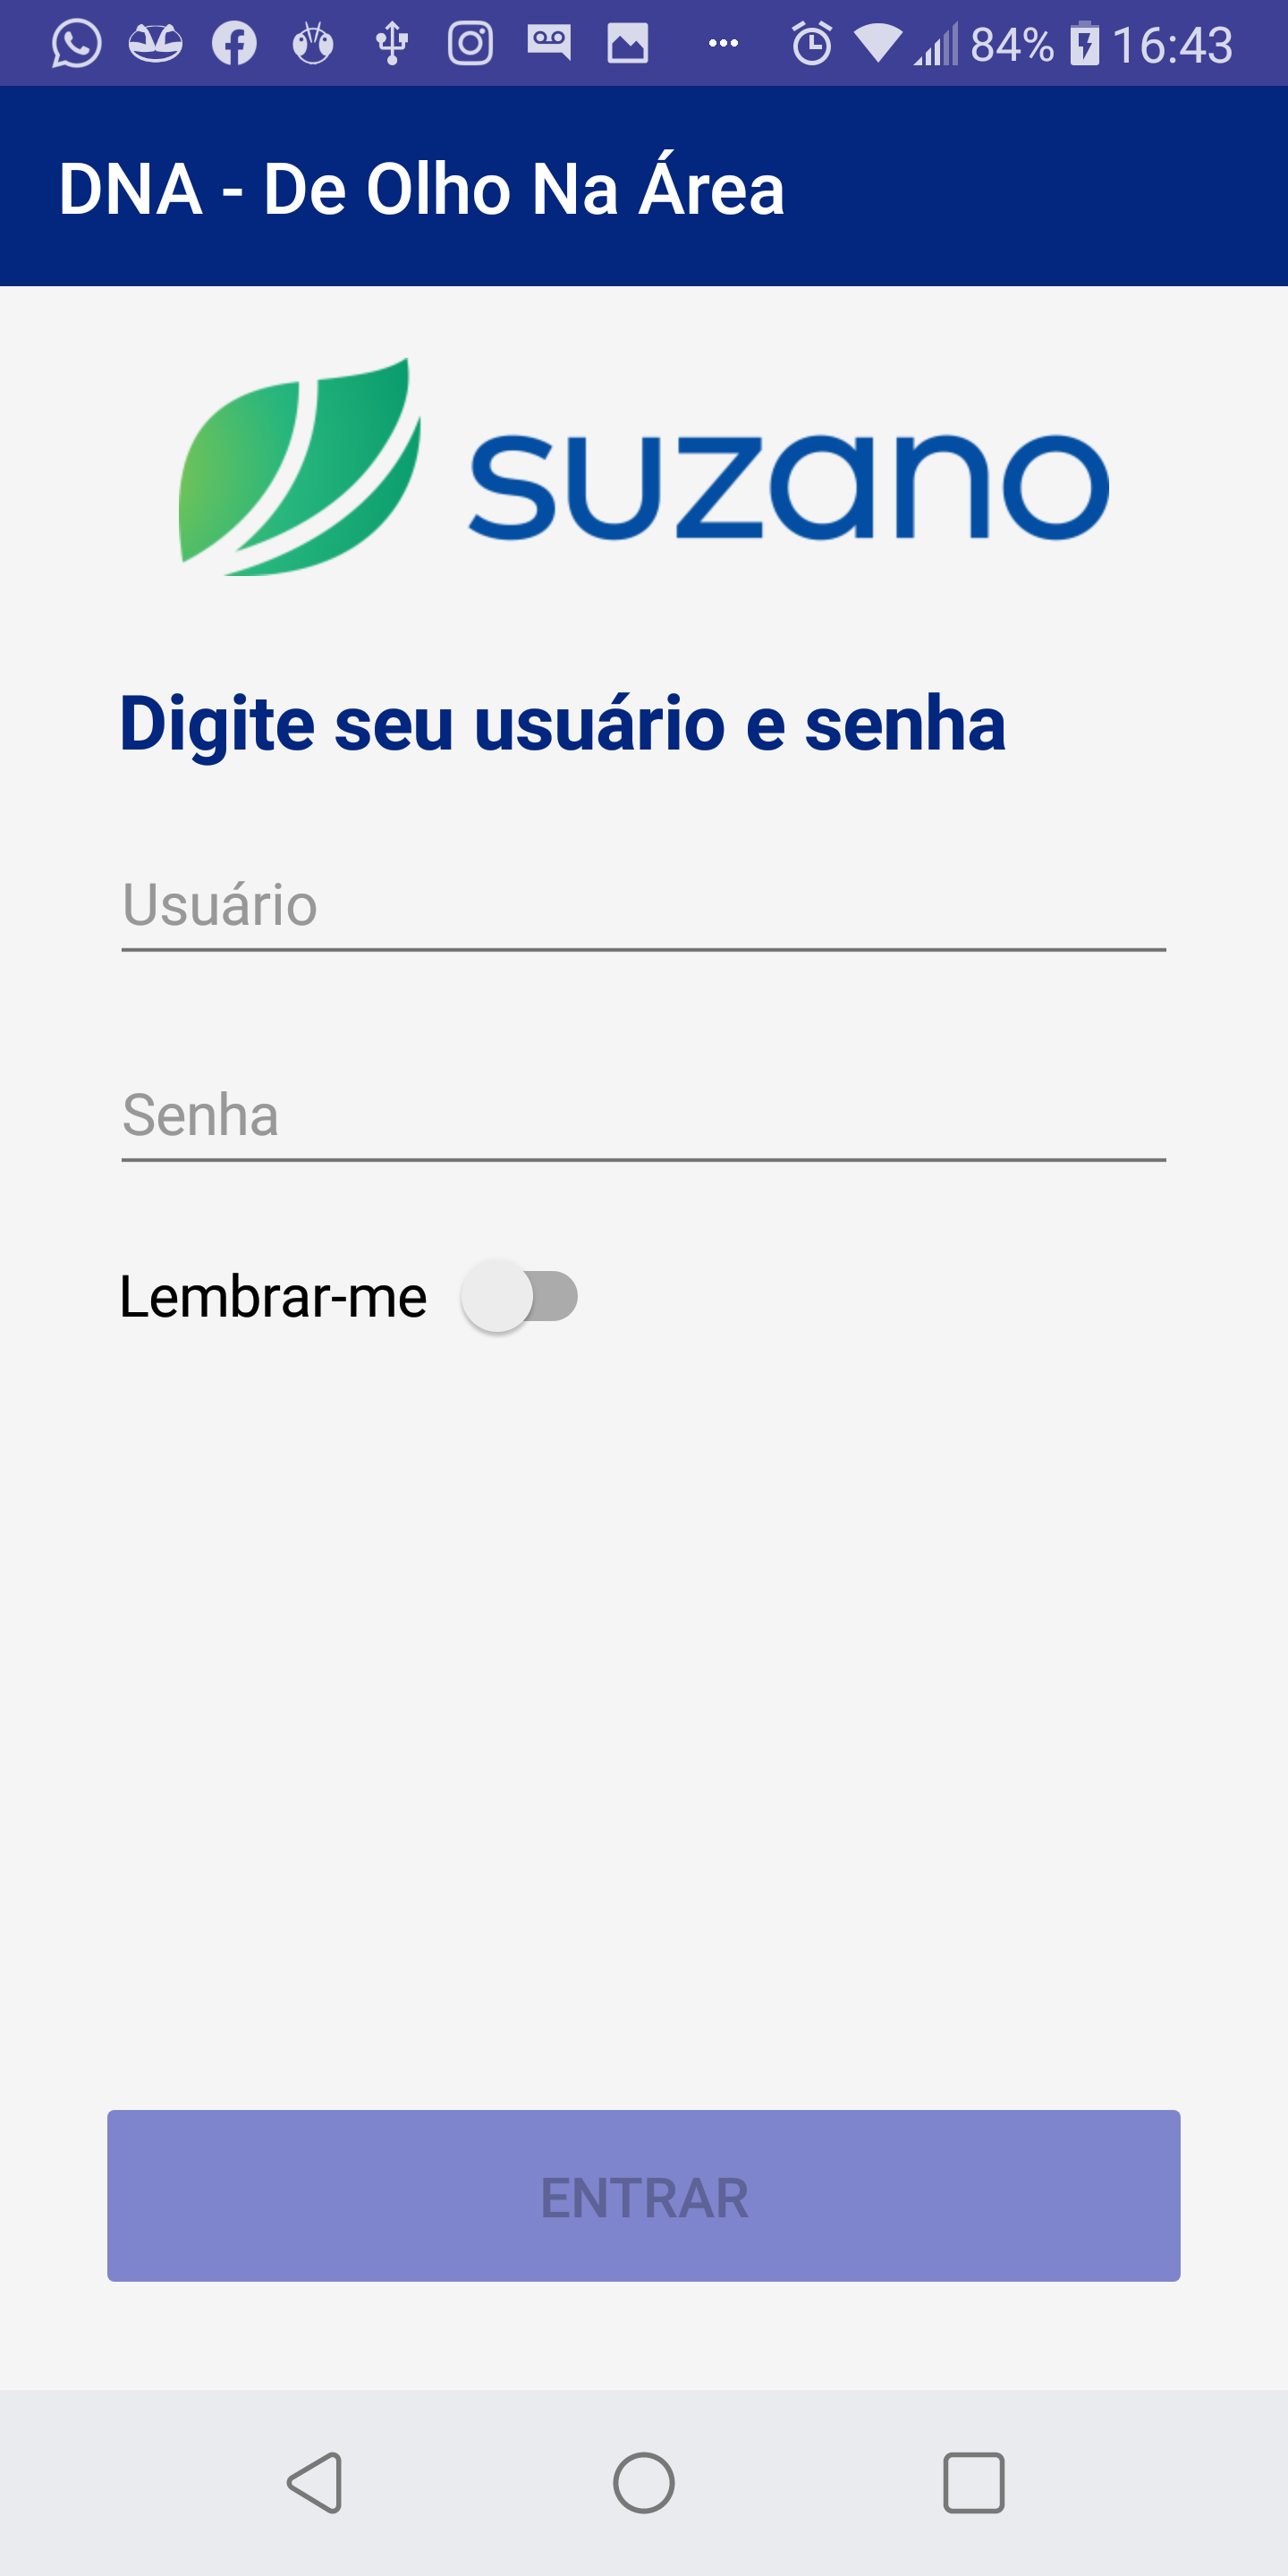 84% 16:43
DNA - De Olho Na Área
suzano
Digite seu usuário e senha
Usuário
Senha
Lembrar-me
ENTRAR